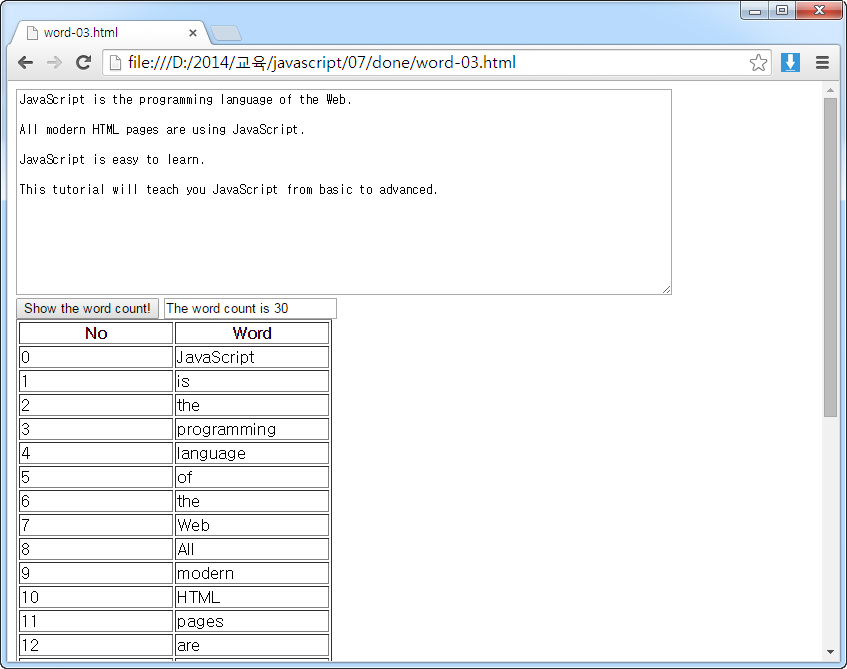 word-03.html
file:///D:/2014/교육/javascript/07/done/word-03.html
JavaScript is the programming language of the Web.
All modern HTML pages are using JavaScript.
JavaScript is easy to learn.
This tutorial will teach you JavaScript from basic to advanced.
Show the word count! The word count is 30
No Word
0 JavaScript
1 is
2 the
3 programming
4 language
5 of
6 the
7 Web
8 All
9 modern
10 HTML
11 pages
12 are